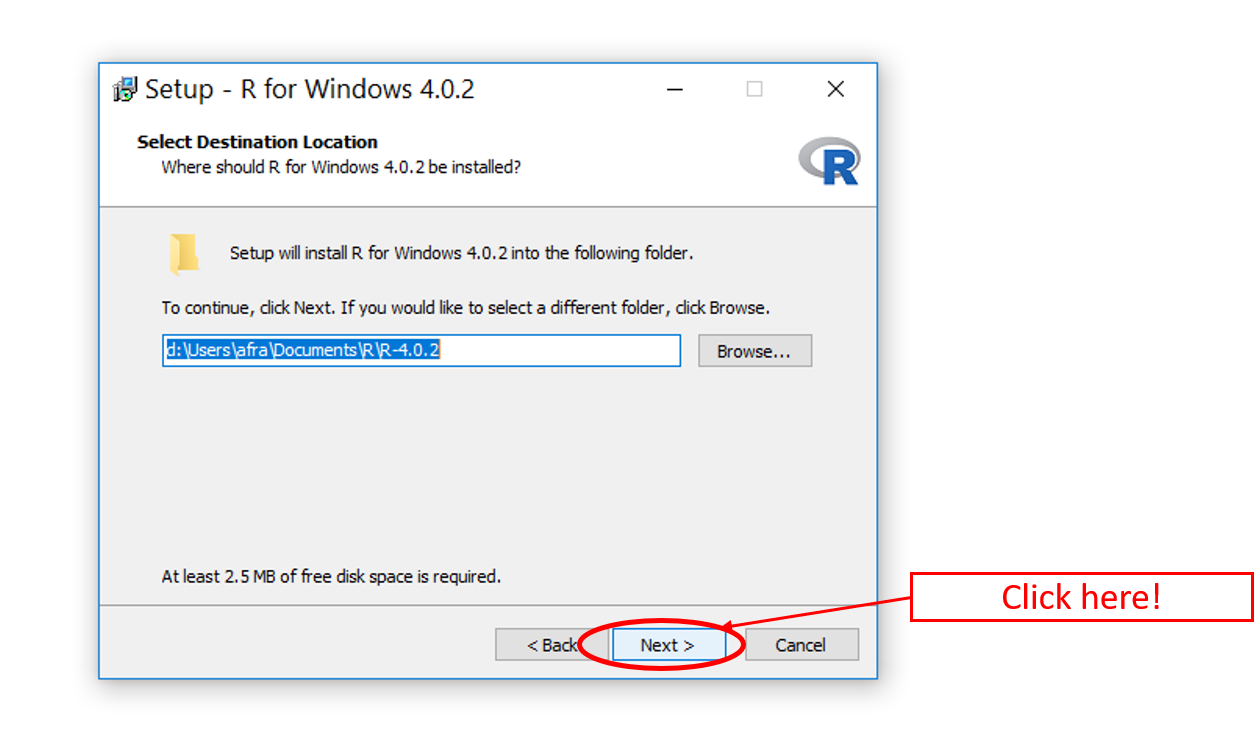 Setup - R for Windows 4.0.2
Select Destination Location
Where should R for Windows 4.0.2 be installed?
R
Setup will install R for Windows 4.0.2 into the following folder.
To continue, click Next. If you would like to select a different folder, click Browse.
d:\Users\afra\Documents\R\R-4.0.2
Browse...
At least 2.5 MB of free disk space is required.
Click here!
< Back
Next >
Cancel